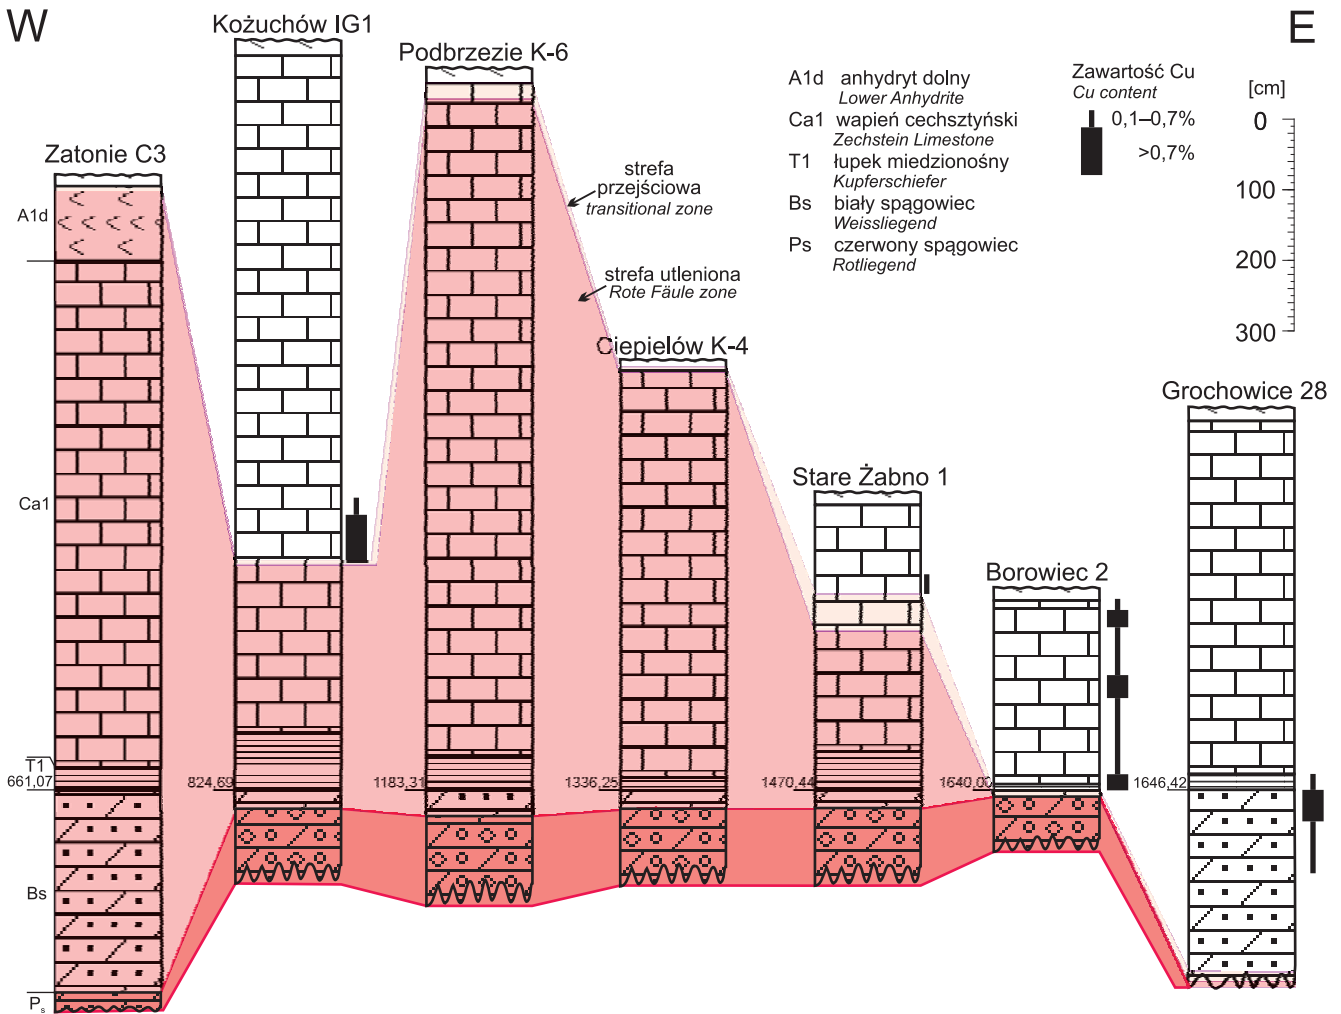 W
E
Kożuchów IG1
Podbrzezie K-6
Zatonie C3
Ciepielów K-4
Stare Żabno 1
Borowiec 2
Grochowice 28
A1d anhydryt dolny
Lower Anhydrite
Ca1 wapień cechsztyński
Zechstein Limestone
T1 łupek miedzionośny
Kupferschiefer
Bs biały spągowiec
Weissliegend
Ps czerwony spągowiec
Rotliegend
Zawartość Cu
Cu content
0,1–0,7%
>0,7%
[cm]
0
100
200
300
strefa
przejściowa
transitional zone
strefa utleniona
Rote Fäule zone
A1d
Ca1
T1
661,07
824,69
1183,31
1336,25
1470,44
1640,00
1646,42
Bs
Ps